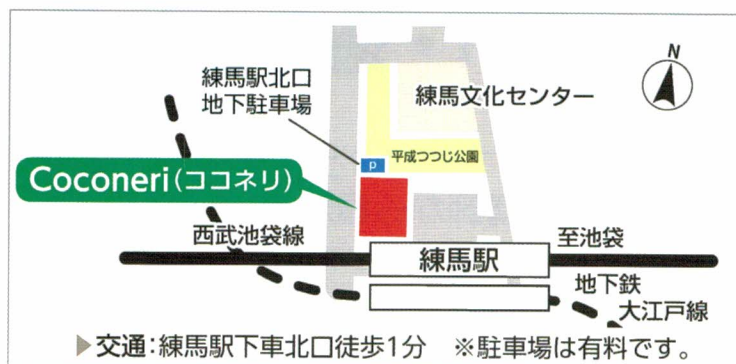 N
練馬駅北口
地下駐車場
練馬文化センター
P
平成つつじ公園
Coconeri(ココネリ)
西武池袋線
至池袋
練馬駅
地下鉄
大江戸線
▶交通:練馬駅下車北口徒歩1分 ※駐車場は有料です。